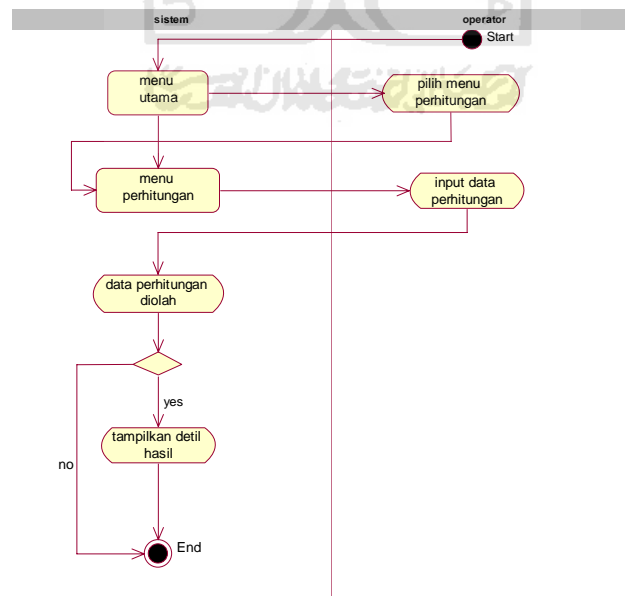 sistem
operator
Start
menu
utama
pilih menu
perhitungan
menu
perhitungan
input data
perhitungan
data perhitungan
diolah
yes
tampilkan detil
hasil
no
End